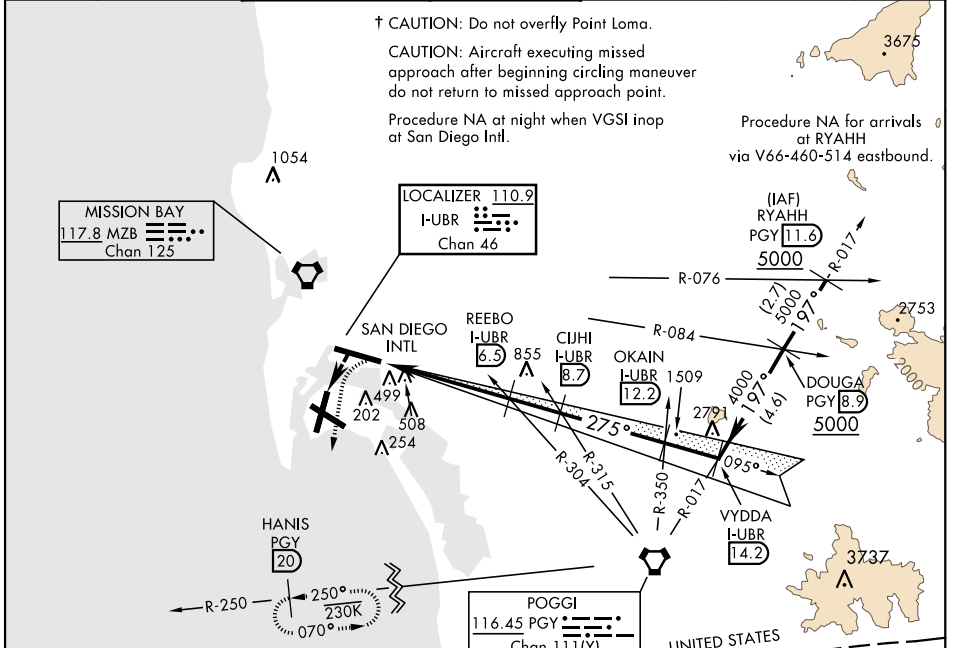 † CAUTION: Do not overfly Point Loma.
CAUTION: Aircraft executing missed
approach after beginning circling maneuver
do not return to missed approach point.
Procedure NA at night when VGSI inop
at San Diego Intl.
3675
Procedure NA for arrivals
at RYAHH
via V66-460-514 eastbound.
1054
MISSION BAY
117.8 MZB
Chan 125
LOCALIZER 110.9
I-UBR
Chan 46
(IAF)
RYAHH
PGY 11.6
5000
R-017
R-076
(2.7)
5000
197°
2753
2000
R-084
SAN DIEGO
INTL
REEBO
I-UBR
6.5
855
CIJHI
I-UBR
8.7
OKAIN
I-UBR
12.2
1509
2791
4000
197°
(4.6)
DOUGA
PGY 8.9
5000
499
202
508
254
275°
095°
R-304
R-315
R-350
R-017
VYDDA
I-UBR
14.2
HANIS
PGY
20
R-250
250°
230K
070°
3737
POGGI
116.45 PGY
Chan 111(Y)
UNITED STATES